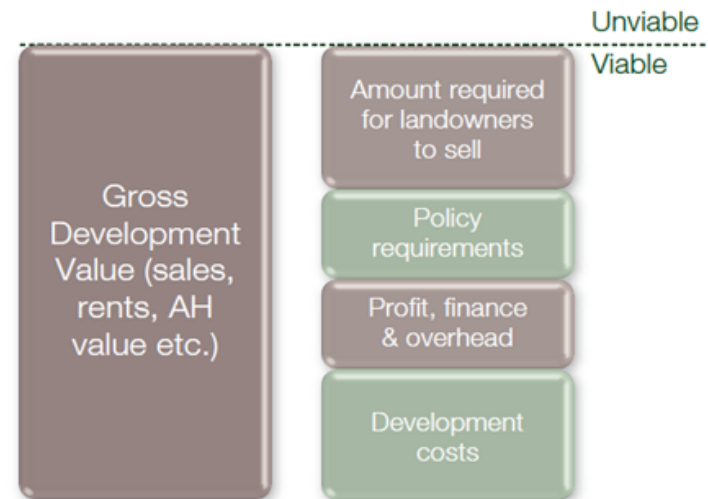 Unviable
Viable
Gross
Development
Value (sales,
rents, AH
value etc.)
Amount required
for landowners
to sell
Policy
requirements
Profit, finance
& overhead
Development
costs